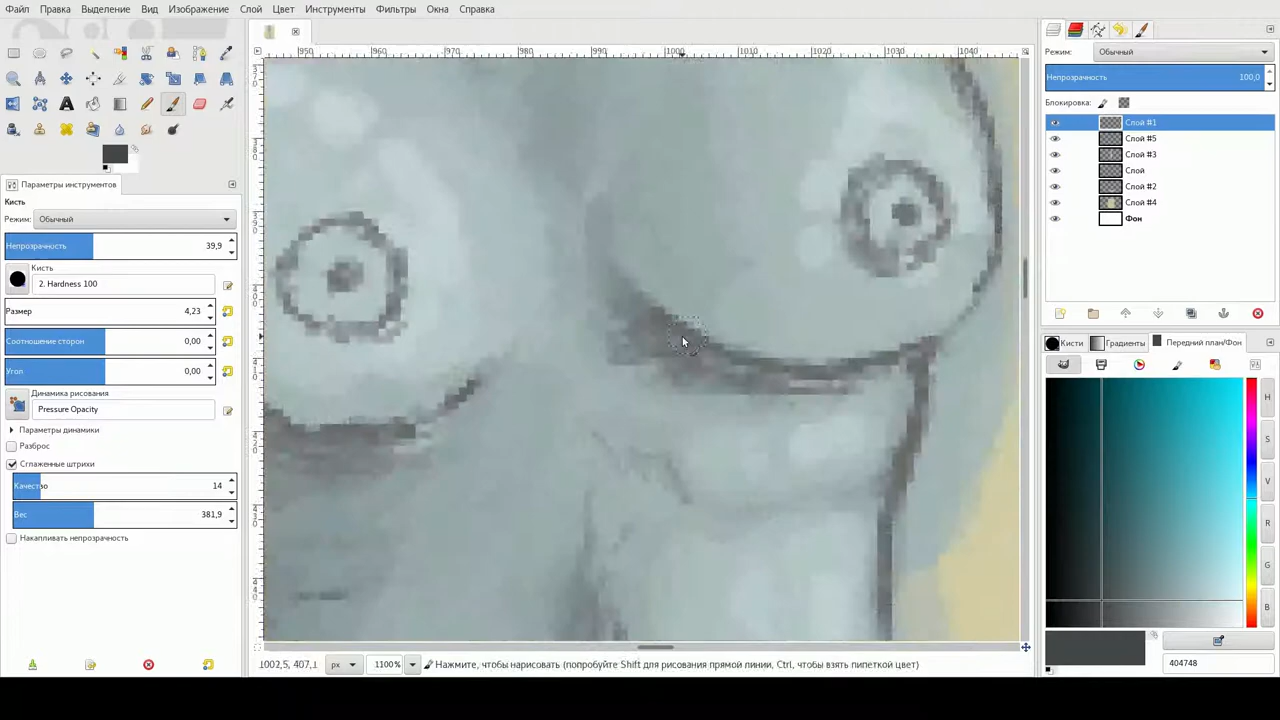 Файл Правка Выделение Вид Изображение Слой Цвет Инструменты Фильтры Окна Справка
950 960 970 980 990 1000 1010 1020 1030 1040
Режим: Обычный
Непрозрачность 100,0
Блокировка:
Слой #1
Слой #5
Слой #3
Слой
Слой #2
Слой #4
Фон
Параметры инструментов
Кисть
Режим: Обычный
Непрозрачность 39,9
Кисть
2. Hardness 100
Размер 4,23
Соотношение сторон 0,00
Угол 0,00
Динамика рисования
Pressure Opacity
Параметры динамики
Разброс
Сглаженные штрихи
Качество 14
Вес 381,9
Накапливать непрозрачность
Кисти Градиенты Передний план/Фон
H
S
V
R
G
B
404748
1002,5, 407,1 px 1100% Нажмите, чтобы нарисовать (попробуйте Shift для рисования прямой линии, Ctrl, чтобы взять пипеткой цвет)